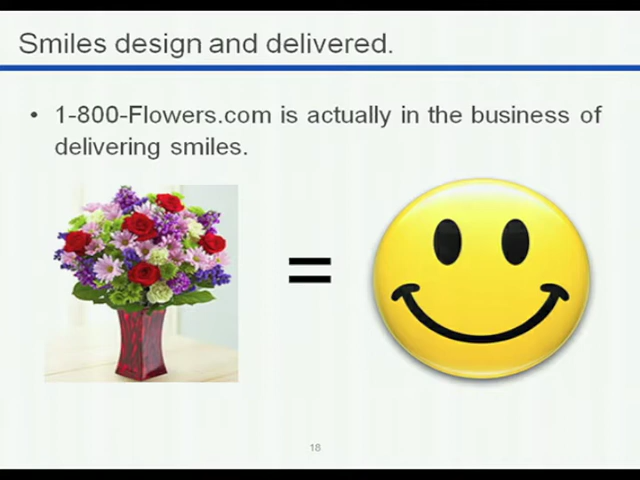 Smiles design and delivered.
• 1-800-Flowers.com is actually in the business of
delivering smiles.
=
18